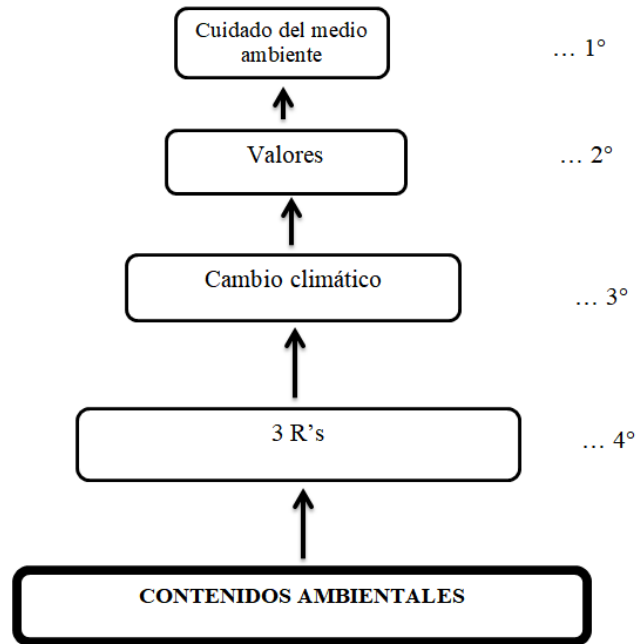 Cuidado del medio
ambiente
… 1°
Valores
… 2°
Cambio climático
… 3°
3 R’s
… 4°
CONTENIDOS AMBIENTALES